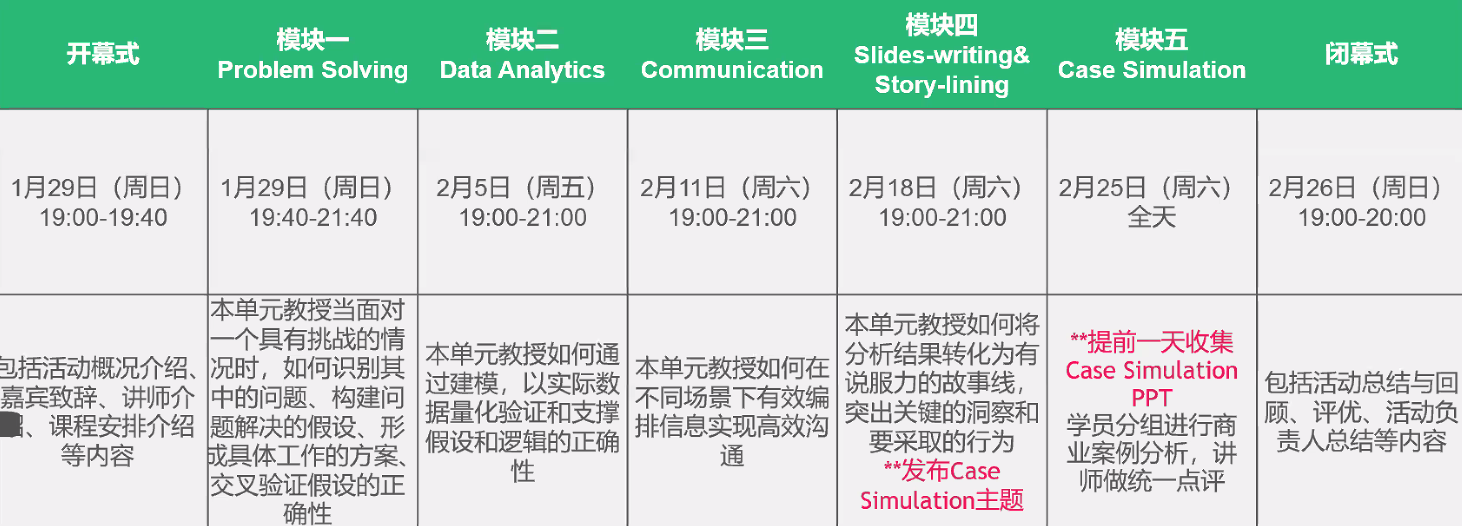 开幕式
模块一
Problem Solving
模块二
Data Analytics
模块三
Communication
模块四
Slides-writing&
Story-lining
模块五
Case Simulation
闭幕式
1月29日（周日）
19:00-19:40
1月29日（周日）
19:40-21:40
2月5日（周五）
19:00-21:00
2月11日（周六）
19:00-21:00
2月18日（周六）
19:00-21:00
2月25日（周六）
全天
2月26日（周日）
19:00-20:00
包括活动概况介绍、
嘉宾致辞、讲师介
、课程安排介绍
等内容
本单元教授当面对
一个具有挑战的情
况时，如何识别其
中的问题、构建问
题解决的假设、形
成具体工作的方案、
交叉验证假设的正
确性
本单元教授如何通
过建模，以实际数
据量化验证和支撑
假设和逻辑的正确
性
本单元教授如何在
不同场景下有效编
排信息实现高效沟
通
本单元教授如何将
分析结果转化为有
说服力的故事线，
突出关键的洞察和
要采取的行为
**发布Case
Simulation主题
**提前一天收集
Case Simulation
PPT
学员分组进行商
业案例分析，讲
师做统一点评
包括活动总结与回
顾、评优、活动负
责人总结等内容